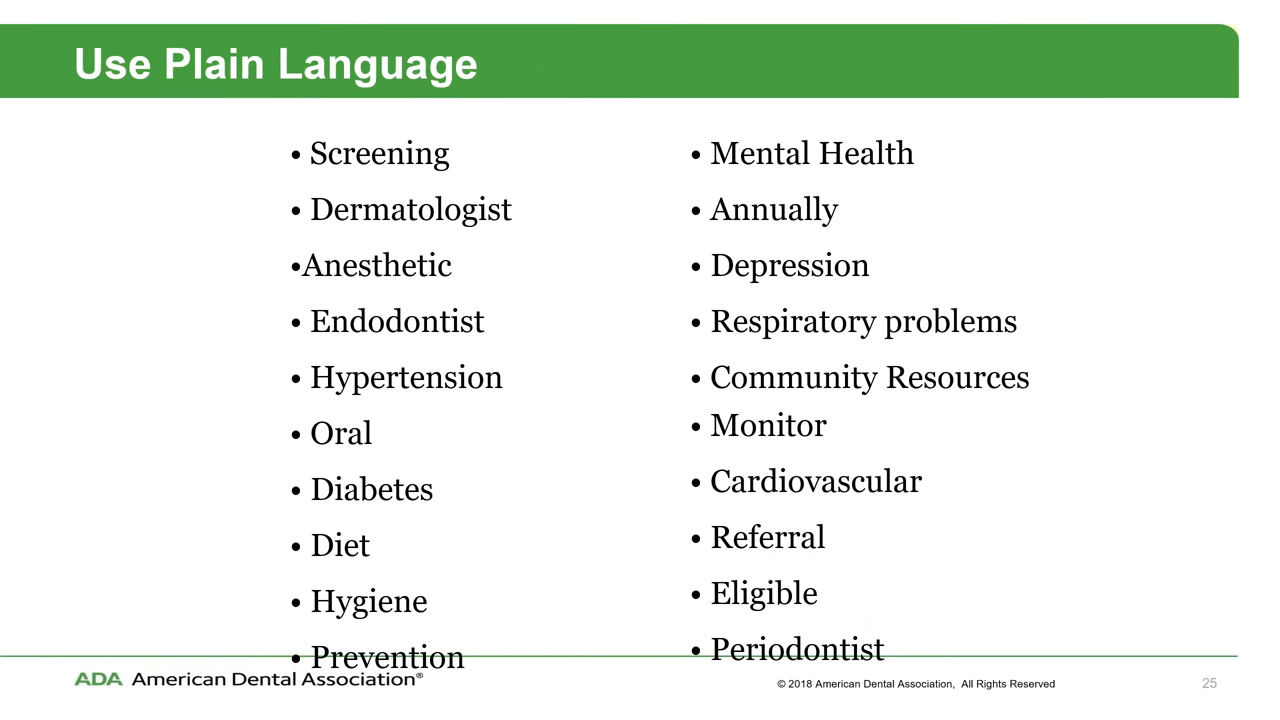 Use Plain Language
• Screening
• Dermatologist
•Anesthetic
• Endodontist
• Hypertension
• Oral
• Diabetes
• Diet
• Hygiene
• Prevention
• Mental Health
• Annually
• Depression
• Respiratory problems
• Community Resources
• Monitor
• Cardiovascular
• Referral
• Eligible
• Periodontist
ADA American Dental Association®
© 2018 American Dental Association, All Rights Reserved
25